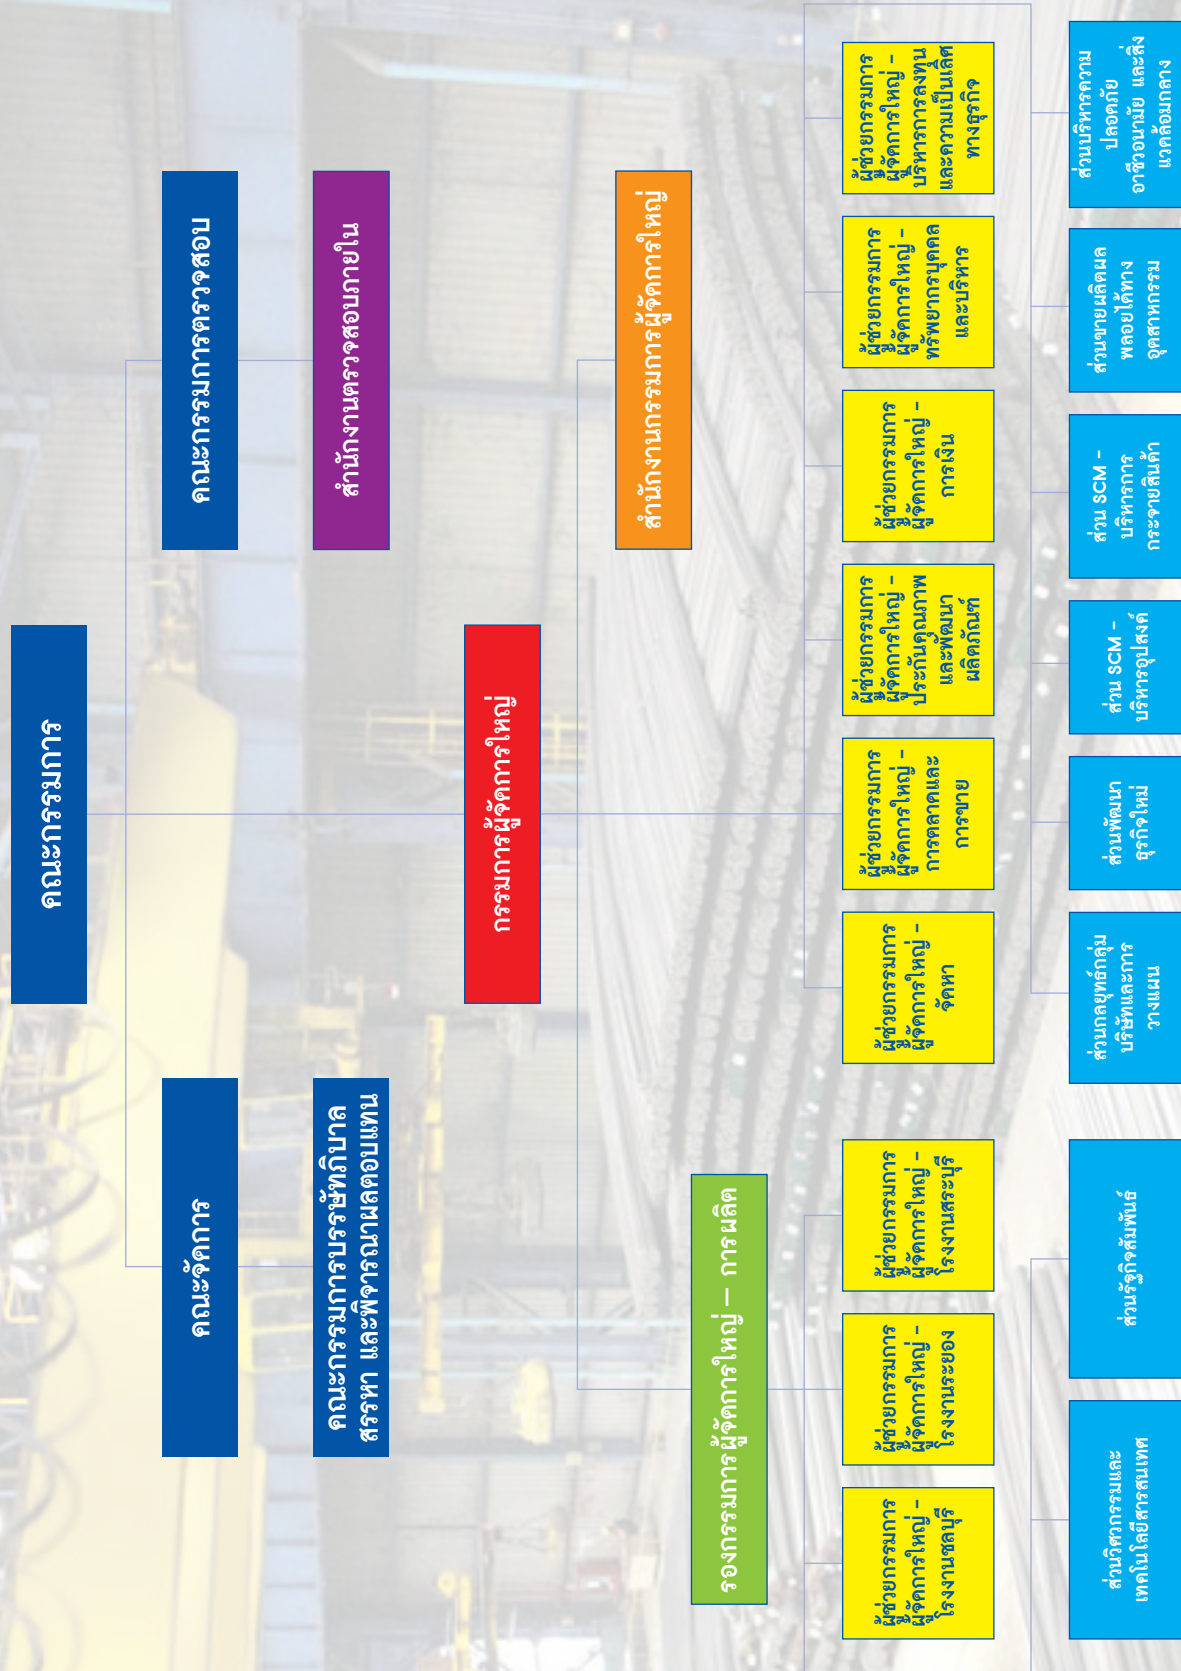 คณะกรรมการ
คณะจัดการ
คณะกรรมการตรวจสอบ
คณะกรรมการบรรษัทภิบาล
สรรหา และพิจารณาผลตอบแทน
สำนักงานตรวจสอบภายใน
กรรมการผู้จัดการใหญ่
สำนักงานกรรมการผู้จัดการใหญ่
รองกรรมการผู้จัดการใหญ่ – การผลิต
ผู้ช่วยกรรมการ
ผู้จัดการใหญ่ –
โรงงานชลบุรี
ผู้ช่วยกรรมการ
ผู้จัดการใหญ่ –
โรงงานระยอง
ผู้ช่วยกรรมการ
ผู้จัดการใหญ่ –
โรงงานสระบุรี
ผู้ช่วยกรรมการ
ผู้จัดการใหญ่ –
จัดหา
ผู้ช่วยกรรมการ
ผู้จัดการใหญ่ –
การตลาดและ
การขาย
ผู้ช่วยกรรมการ
ผู้จัดการใหญ่ –
ประกันคุณภาพ
และพัฒนา
ผลิตภัณฑ์
ผู้ช่วยกรรมการ
ผู้จัดการใหญ่ –
การเงิน
ผู้ช่วยกรรมการ
ผู้จัดการใหญ่ –
ทรัพยากรบุคคล
และบริหาร
ผู้ช่วยกรรมการ
ผู้จัดการใหญ่ –
บริหารการลงทุน
และความเป็นเลิศ
ทางธุรกิจ
ส่วนวิศวกรรมและ
เทคโนโลยีสารสนเทศ
ส่วนรัฐกิจสัมพันธ์
ส่วนกลยุทธ์กลุ่ม
บริษัทและการ
วางแผน
ส่วนพัฒนา
ธุรกิจใหม่
ส่วน SCM –
บริหารอุปสงค์
ส่วน SCM –
บริหารการ
กระจายสินค้า
ส่วนขายผลิตผล
พลอยได้ทาง
อุตสาหกรรม
ส่วนบริหารความ
ปลอดภัย
อาชีวอนามัย และสิ่ง
แวดล้อมกลาง